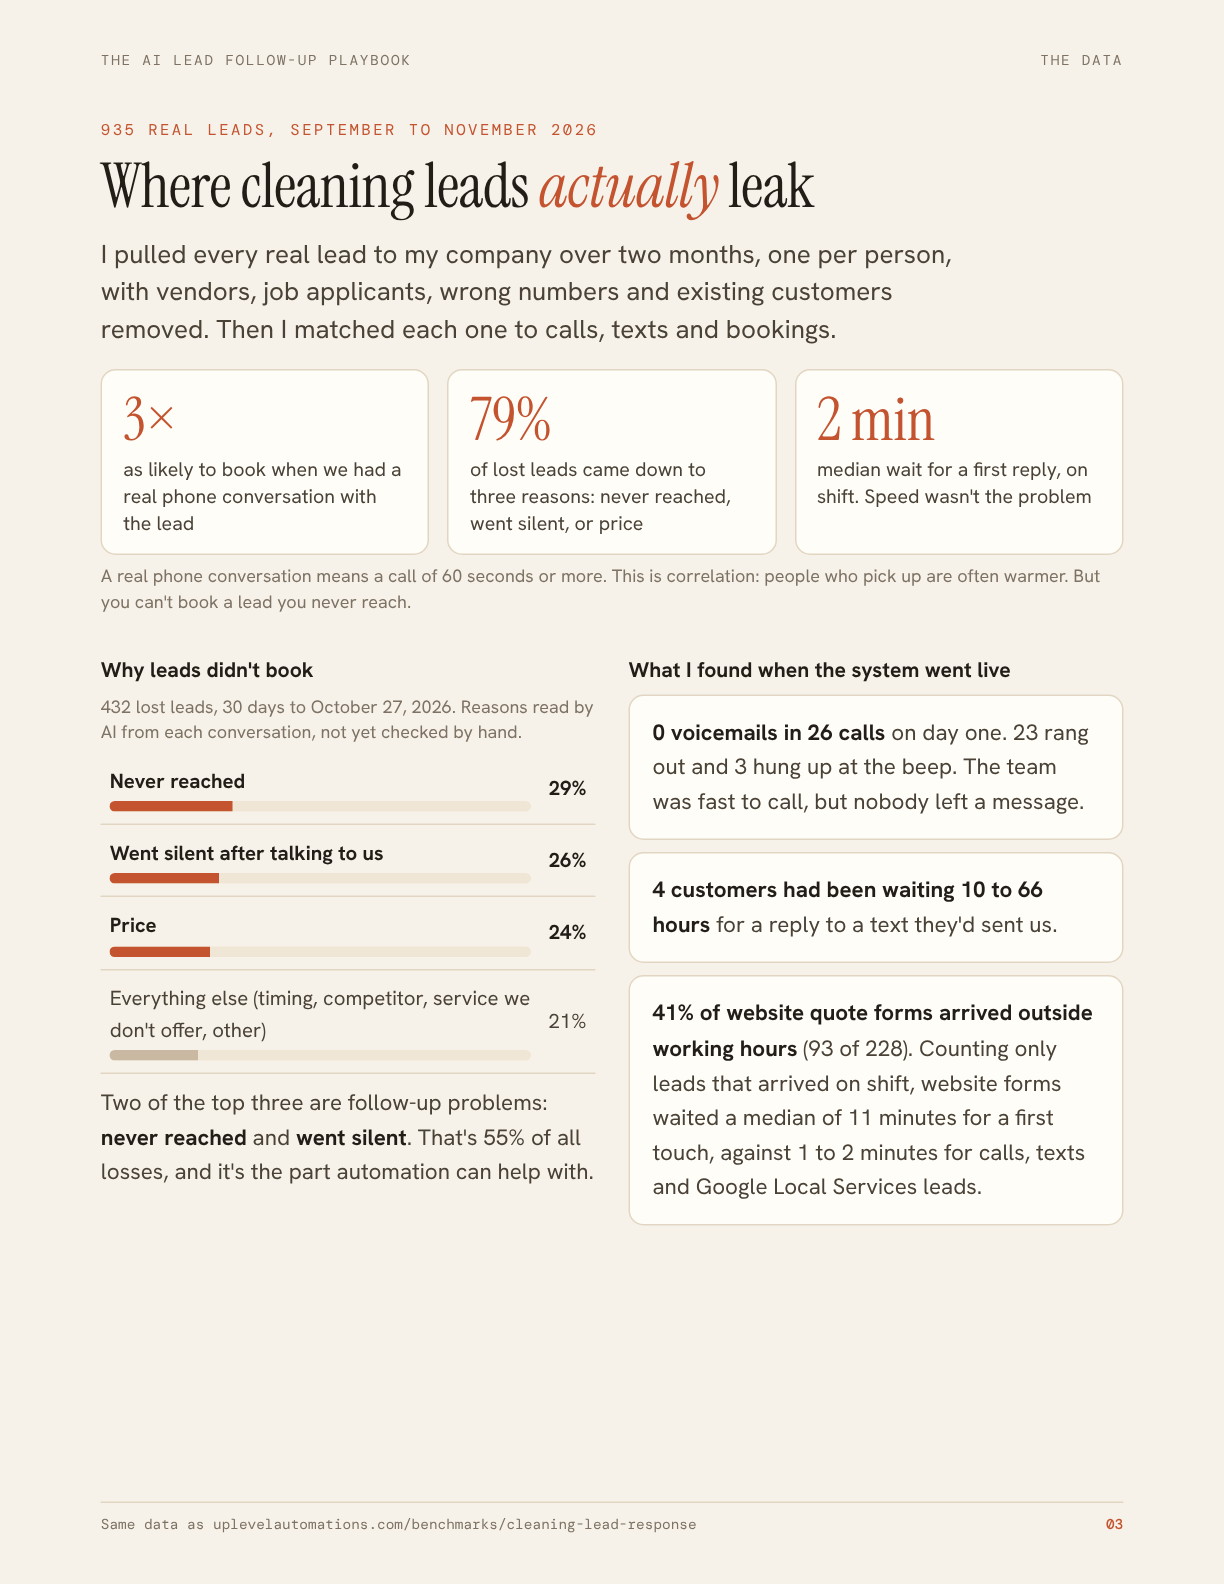 THE AI LEAD FOLLOW-UP PLAYBOOK
THE DATA
935 REAL LEADS, SEPTEMBER TO NOVEMBER 2026
Where cleaning leads actually leak
I pulled every real lead to my company over two months, one per person,
with vendors, job applicants, wrong numbers and existing customers
removed. Then I matched each one to calls, texts and bookings.
3×
as likely to book when we had a
real phone conversation with
the lead
79%
of lost leads came down to
three reasons: never reached,
went silent, or price
2 min
median wait for a first reply, on
shift. Speed wasn't the problem
A real phone conversation means a call of 60 seconds or more. This is correlation: people who pick up are often warmer. But
you can't book a lead you never reach.
Why leads didn't book
432 lost leads, 30 days to October 27, 2026. Reasons read by
AI from each conversation, not yet checked by hand.
Never reached
29%
Went silent after talking to us
26%
Price
24%
Everything else (timing, competitor, service we
don't offer, other)
21%
Two of the top three are follow-up problems:
never reached and went silent. That's 55% of all
losses, and it's the part automation can help with.
What I found when the system went live
0 voicemails in 26 calls on day one. 23 rang
out and 3 hung up at the beep. The team
was fast to call, but nobody left a message.
4 customers had been waiting 10 to 66
hours for a reply to a text they'd sent us.
41% of website quote forms arrived outside
working hours (93 of 228). Counting only
leads that arrived on shift, website forms
waited a median of 11 minutes for a first
touch, against 1 to 2 minutes for calls, texts
and Google Local Services leads.
Same data as uplevelautomations.com/benchmarks/cleaning-lead-response
03